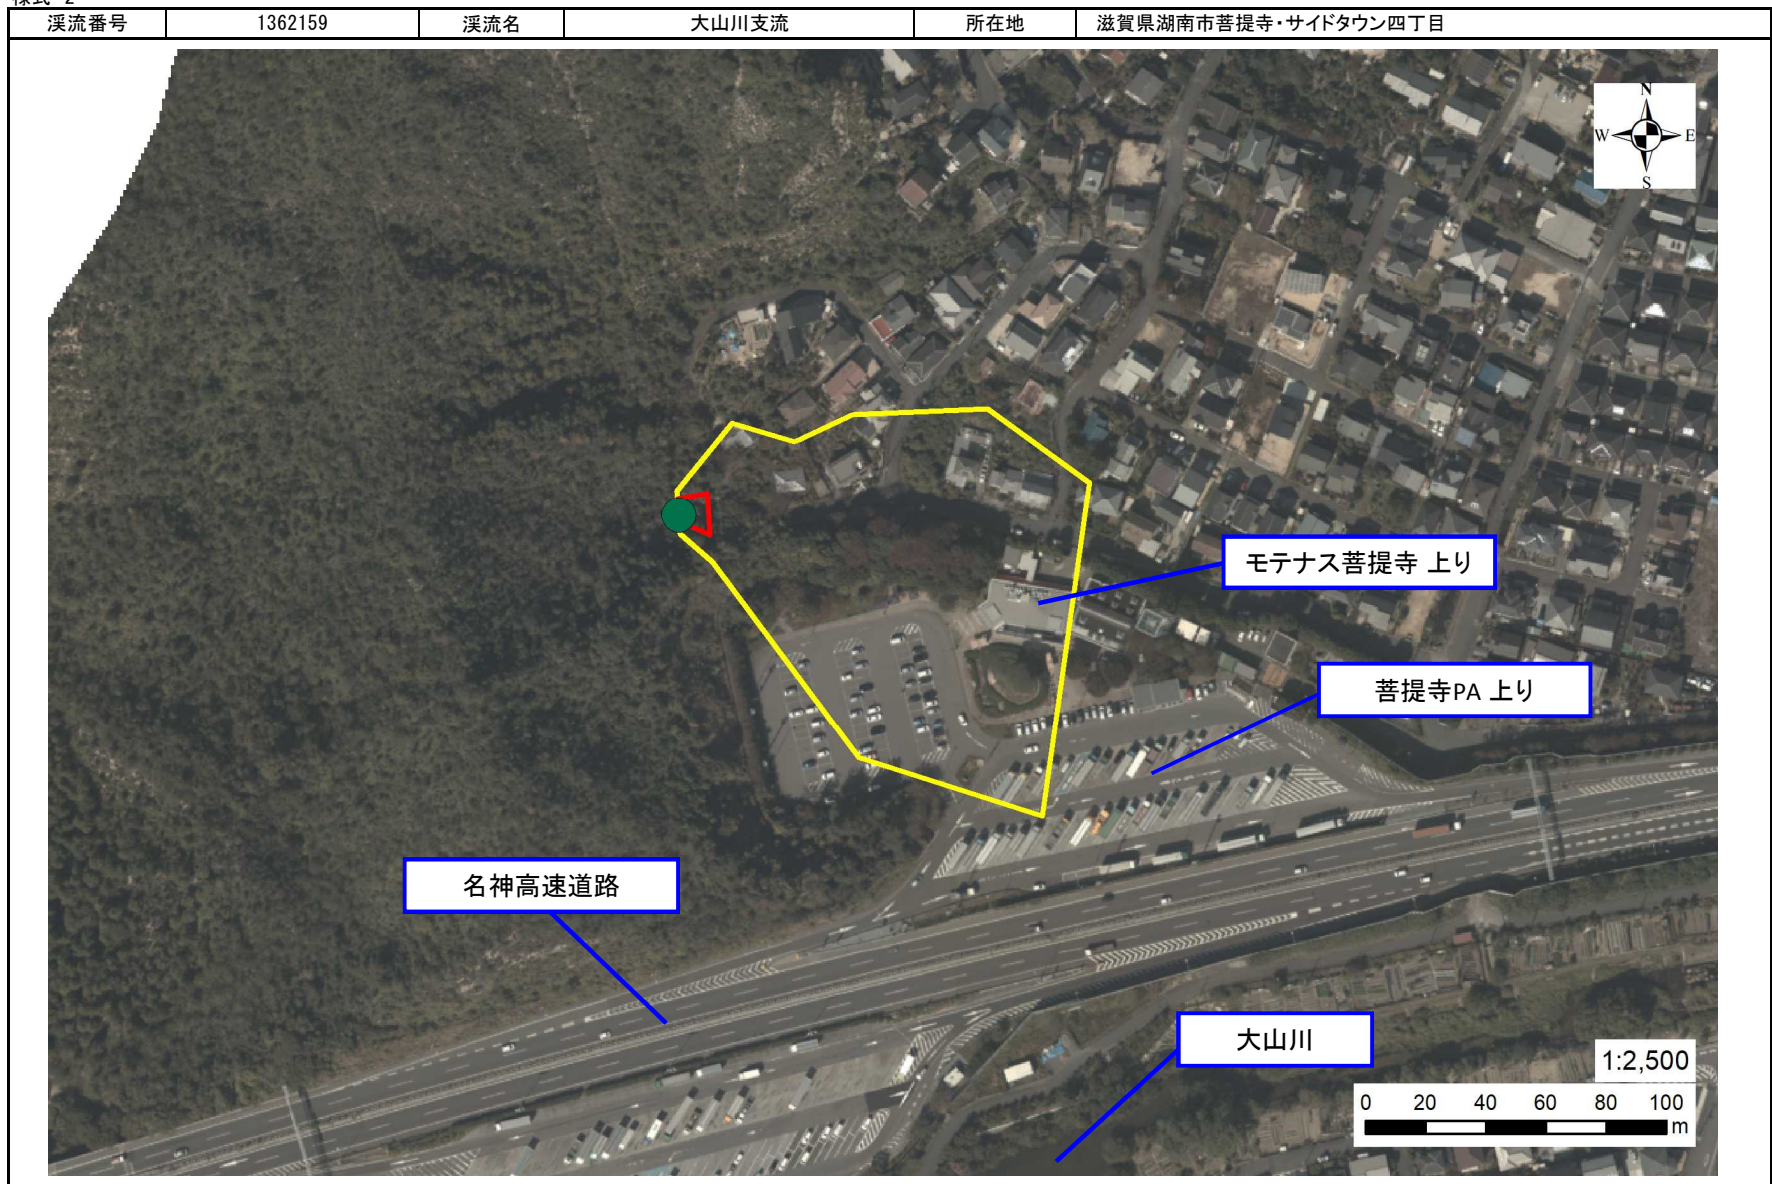 様式-2
渓流番号 1362159 渓流名 大山川支流 所在地 滋賀県湖南市菩提寺・サイドタウン四丁目
N
W E
S
モテナス菩提寺 上り
菩提寺PA 上り
名神高速道路
大山川
1:2,500
0 20 40 60 80 100
m